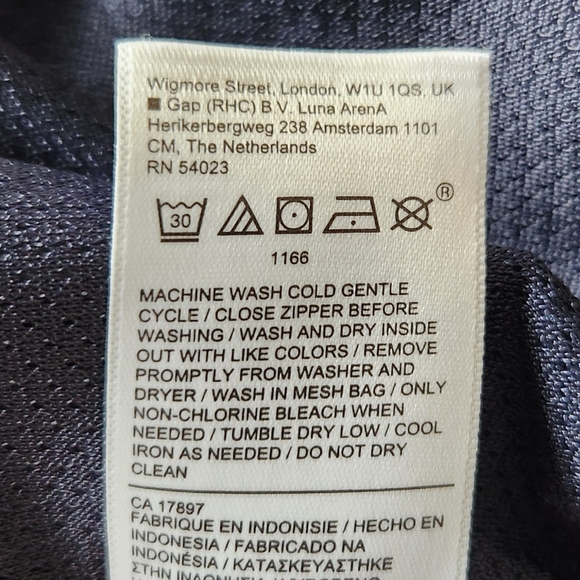 Wigmore Street, London, W1U 1QS, UK
■ Gap (RHC) B.V. Luna ArenA
Herikerbergweg 238 Amsterdam 1101
CM, The Netherlands
RN 54023
30
®
1166
MACHINE WASH COLD GENTLE
CYCLE / CLOSE ZIPPER BEFORE
WASHING / WASH AND DRY INSIDE
OUT WITH LIKE COLORS / REMOVE
PROMPTLY FROM WASHER AND
DRYER / WASH IN MESH BAG / ONLY
NON-CHLORINE BLEACH WHEN
NEEDED / TUMBLE DRY LOW / COOL
IRON AS NEEDED / DO NOT DRY
CLEAN
CA 17897
FABRIQUE EN INDONISIE / HECHO EN
INDONESIA / FABRICADO NA
INDONÉSIA / ΚΑΤΑΣΚΕΥΑΣΤΗΚΕ
ΣΤΗΝ ΙΝΔΟΝΗΣΙΑ